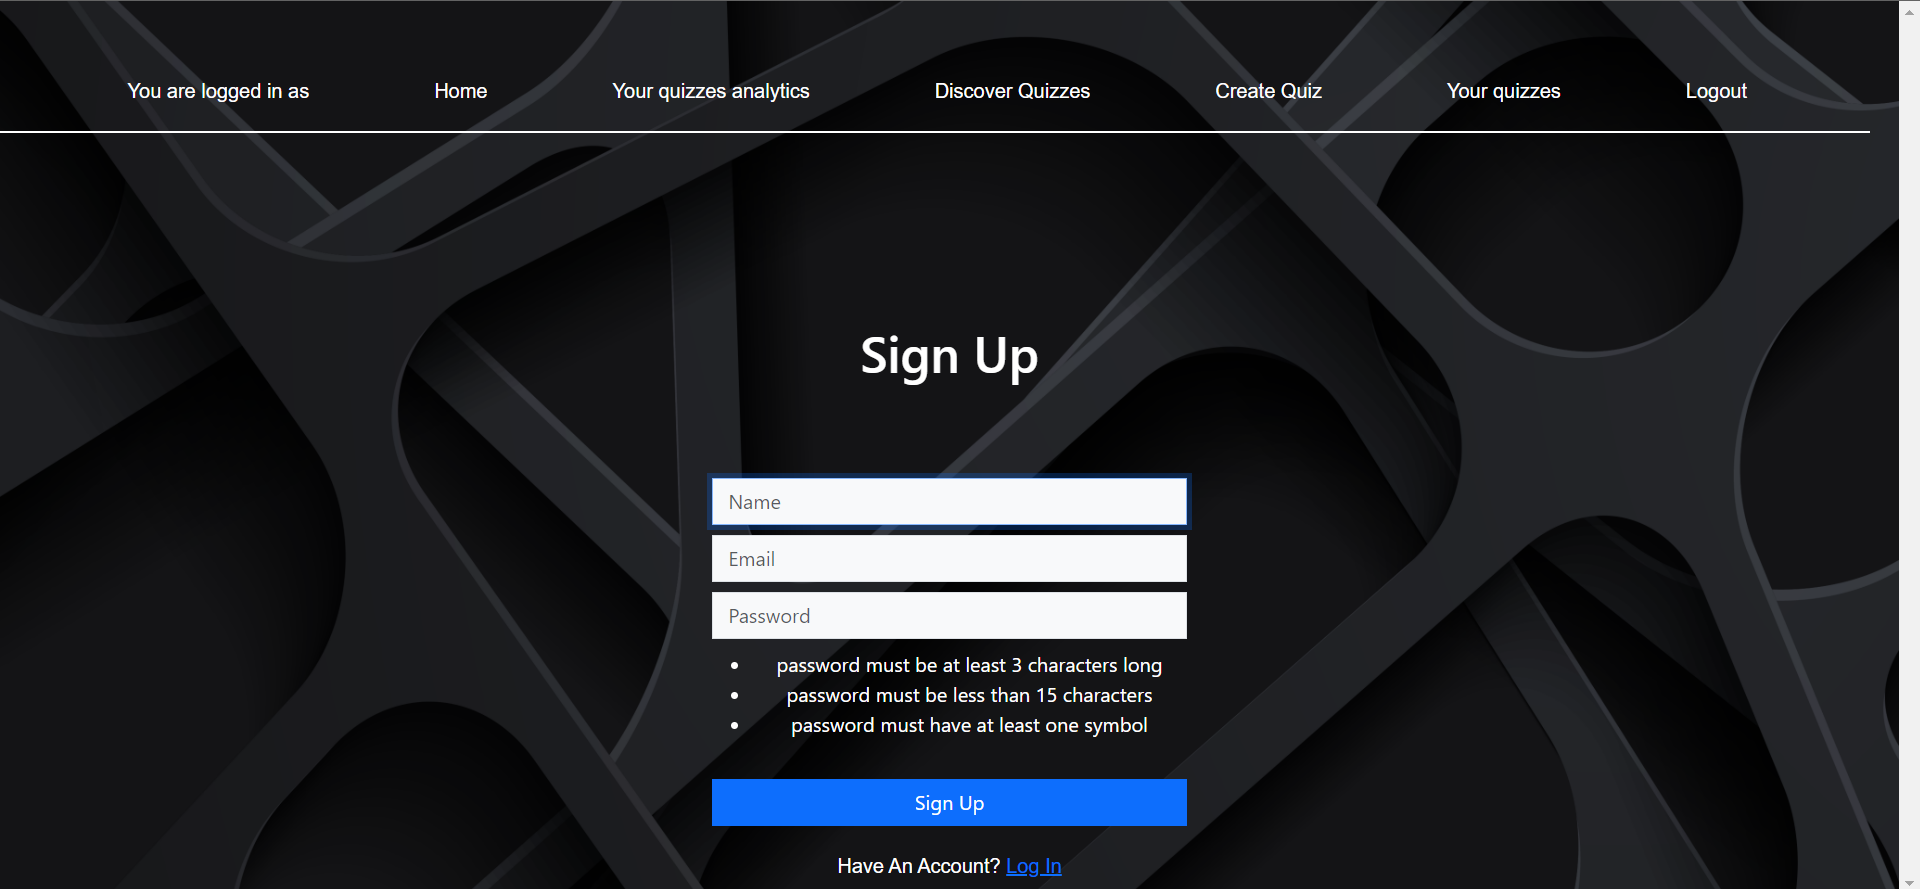 You are logged in as Home Your quizzes analytics Discover Quizzes Create Quiz Your quizzes Logout
Sign Up
Name
Email
Password
• password must be at least 3 characters long
• password must be less than 15 characters
• password must have at least one symbol
Sign Up
Have An Account? Log In